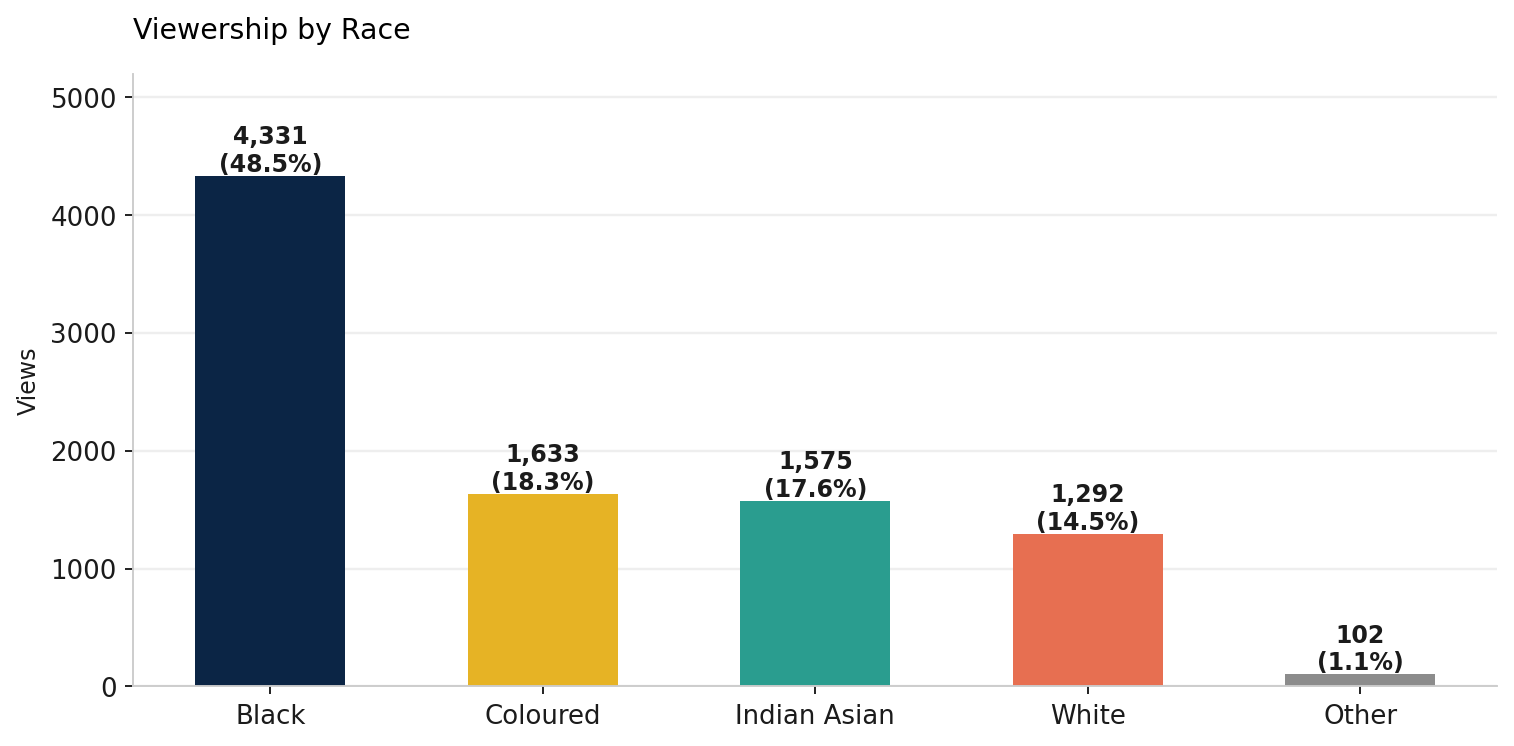 Viewership by Race
Views
5000
4000
3000
2000
1000
0
4,331
(48.5%)
1,633
(18.3%)
1,575
(17.6%)
1,292
(14.5%)
102
(1.1%)
Black
Coloured
Indian Asian
White
Other